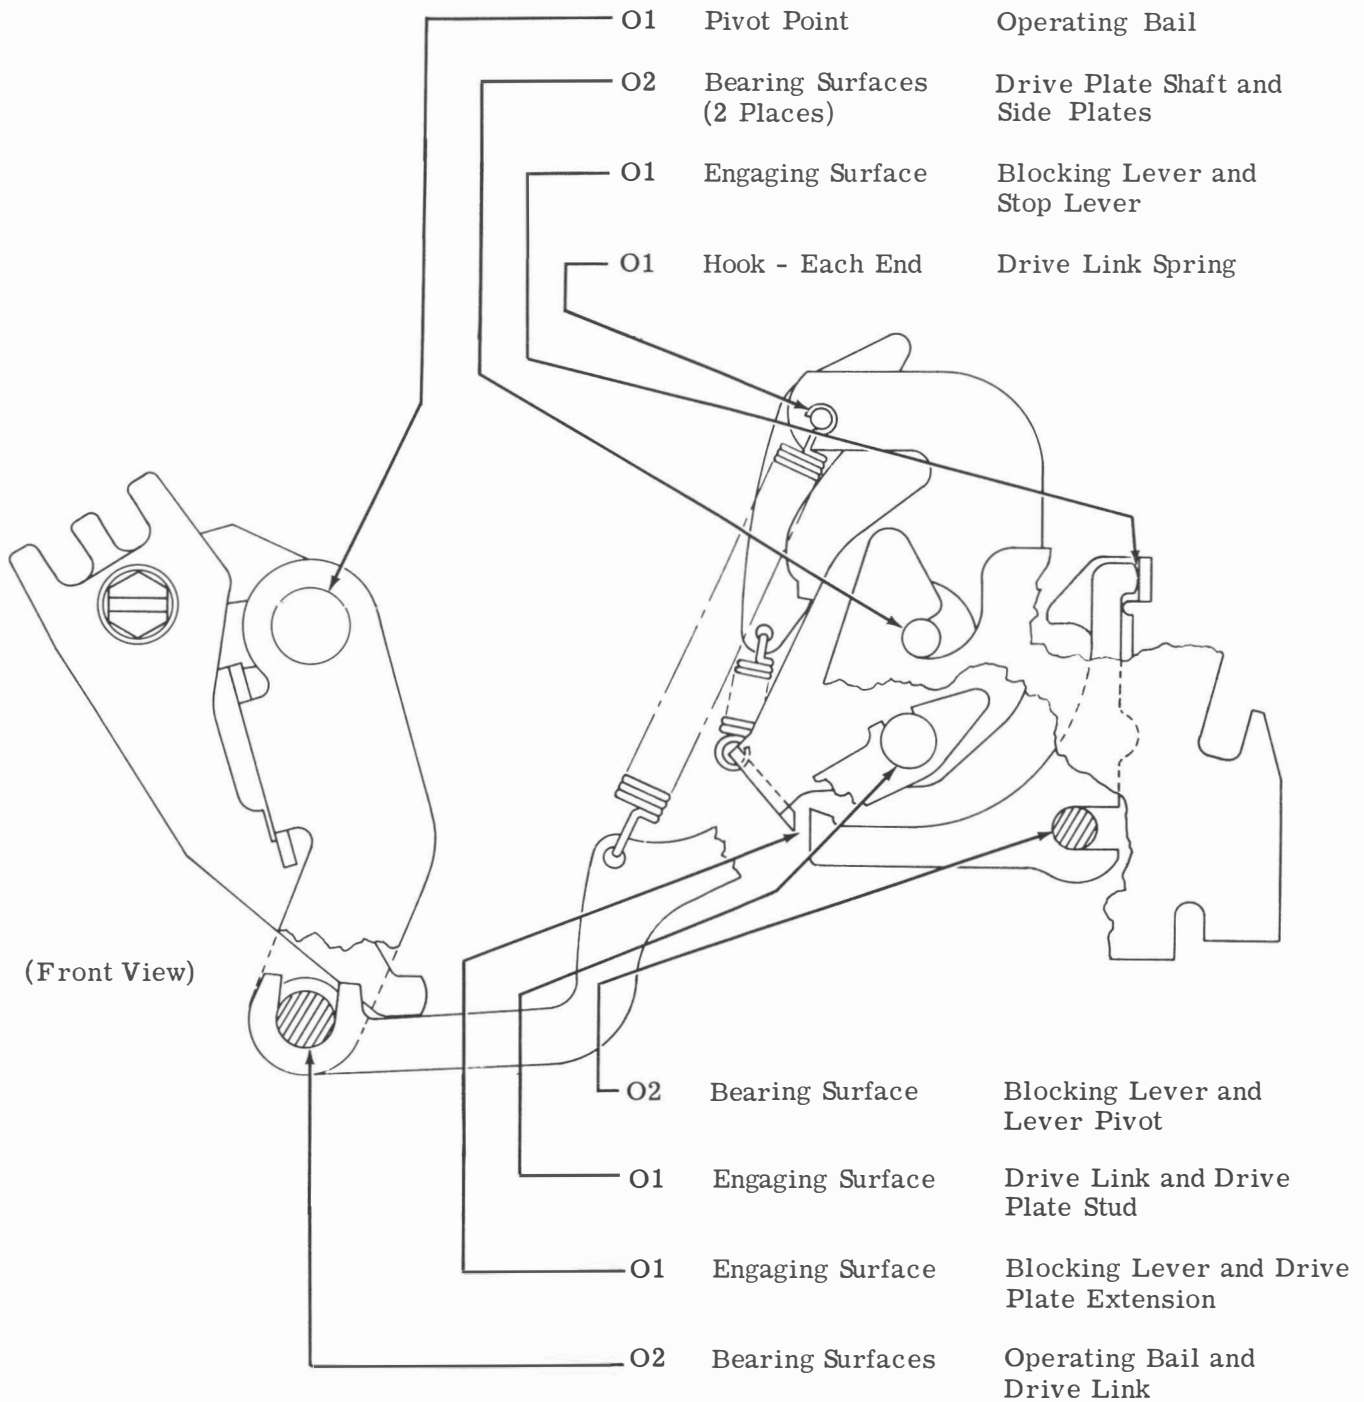 O1 Pivot Point Operating Bail
O2 Bearing Surfaces Drive Plate Shaft and
(2 Places) Side Plates
O1 Engaging Surface Blocking Lever and
Stop Lever
O1 Hook - Each End Drive Link Spring
(Front View)
O2 Bearing Surface Blocking Lever and
Lever Pivot
O1 Engaging Surface Drive Link and Drive
Plate Stud
O1 Engaging Surface Blocking Lever and Drive
Plate Extension
O2 Bearing Surfaces Operating Bail and
Drive Link